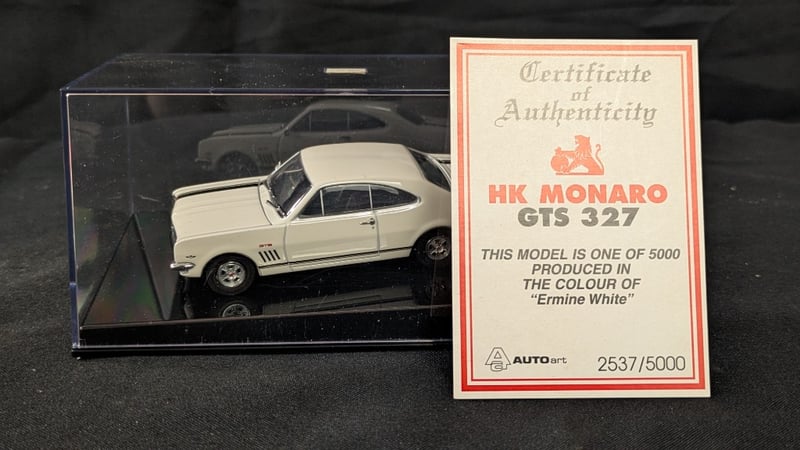 Certificate
of
Authenticity
HK MONARO
GTS 327
THIS MODEL IS ONE OF 5000
PRODUCED IN
THE COLOUR OF
“Ermine White”
AUTOart
2537/5000
GTS